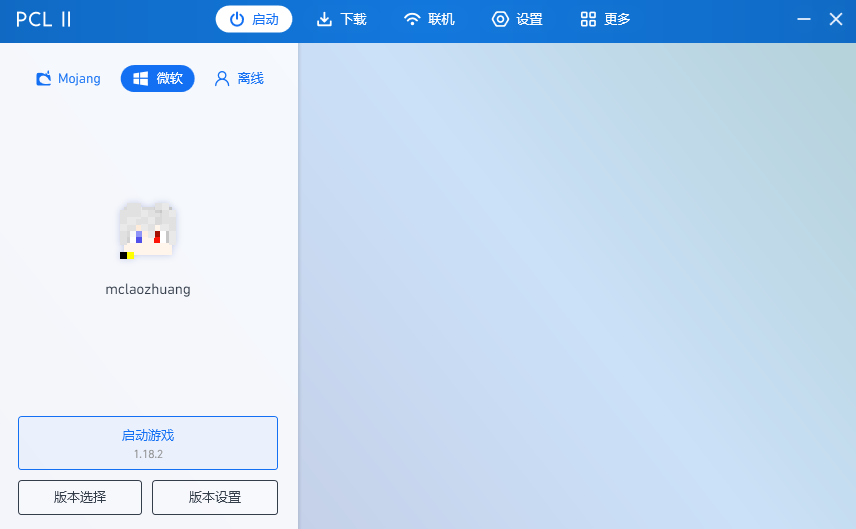 PCL II 启动 下载 联机 设置 更多
Mojang 微软 离线
mclaozhuang
启动游戏
1.18.2
版本选择 版本设置